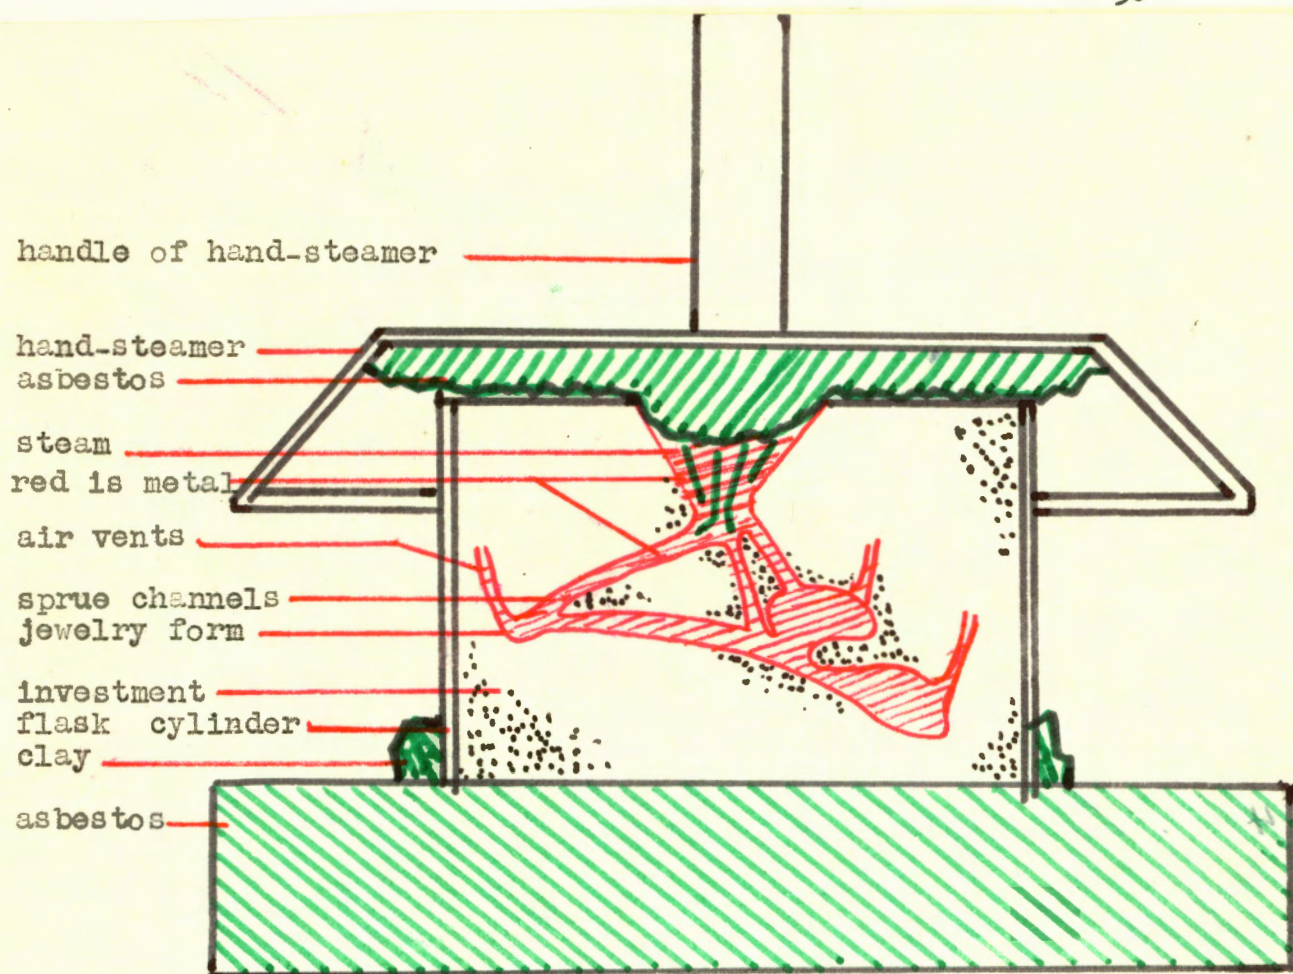 handle of hand-steamer
hand-steamer
asbestos
steam
red is metal
air vents
sprue channels
jewelry form
investment
flask cylinder
clay
asbestos